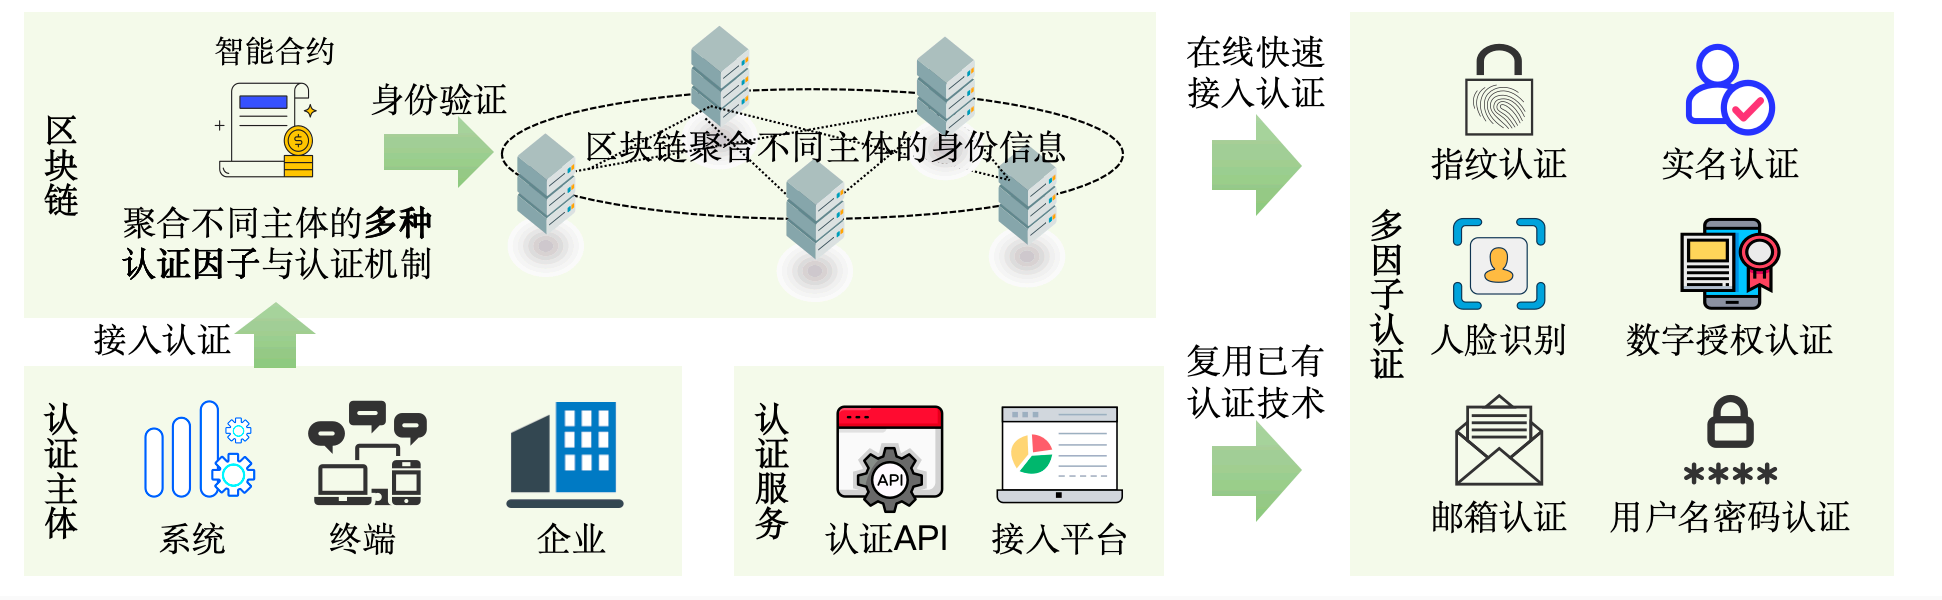 区块链
智能合约
聚合不同主体的多种
认证因子与认证机制
身份验证
区块链聚合不同主体的身份信息
接入认证
认证主体
系统
终端
企业
认证服务
API
认证API
接入平台
在线快速
接入认证
复用已有
认证技术
多因子认证
指纹认证
实名认证
人脸识别
数字授权认证
邮箱认证
****
用户名密码认证